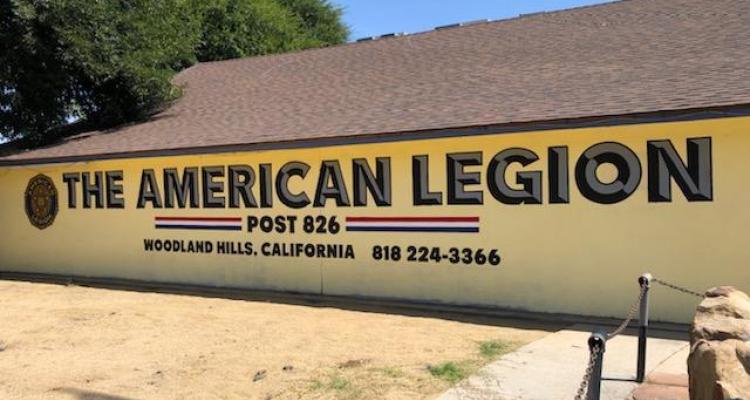 THE AMERICAN LEGION
POST 826
WOODLAND HILLS, CALIFORNIA 818 224-3366